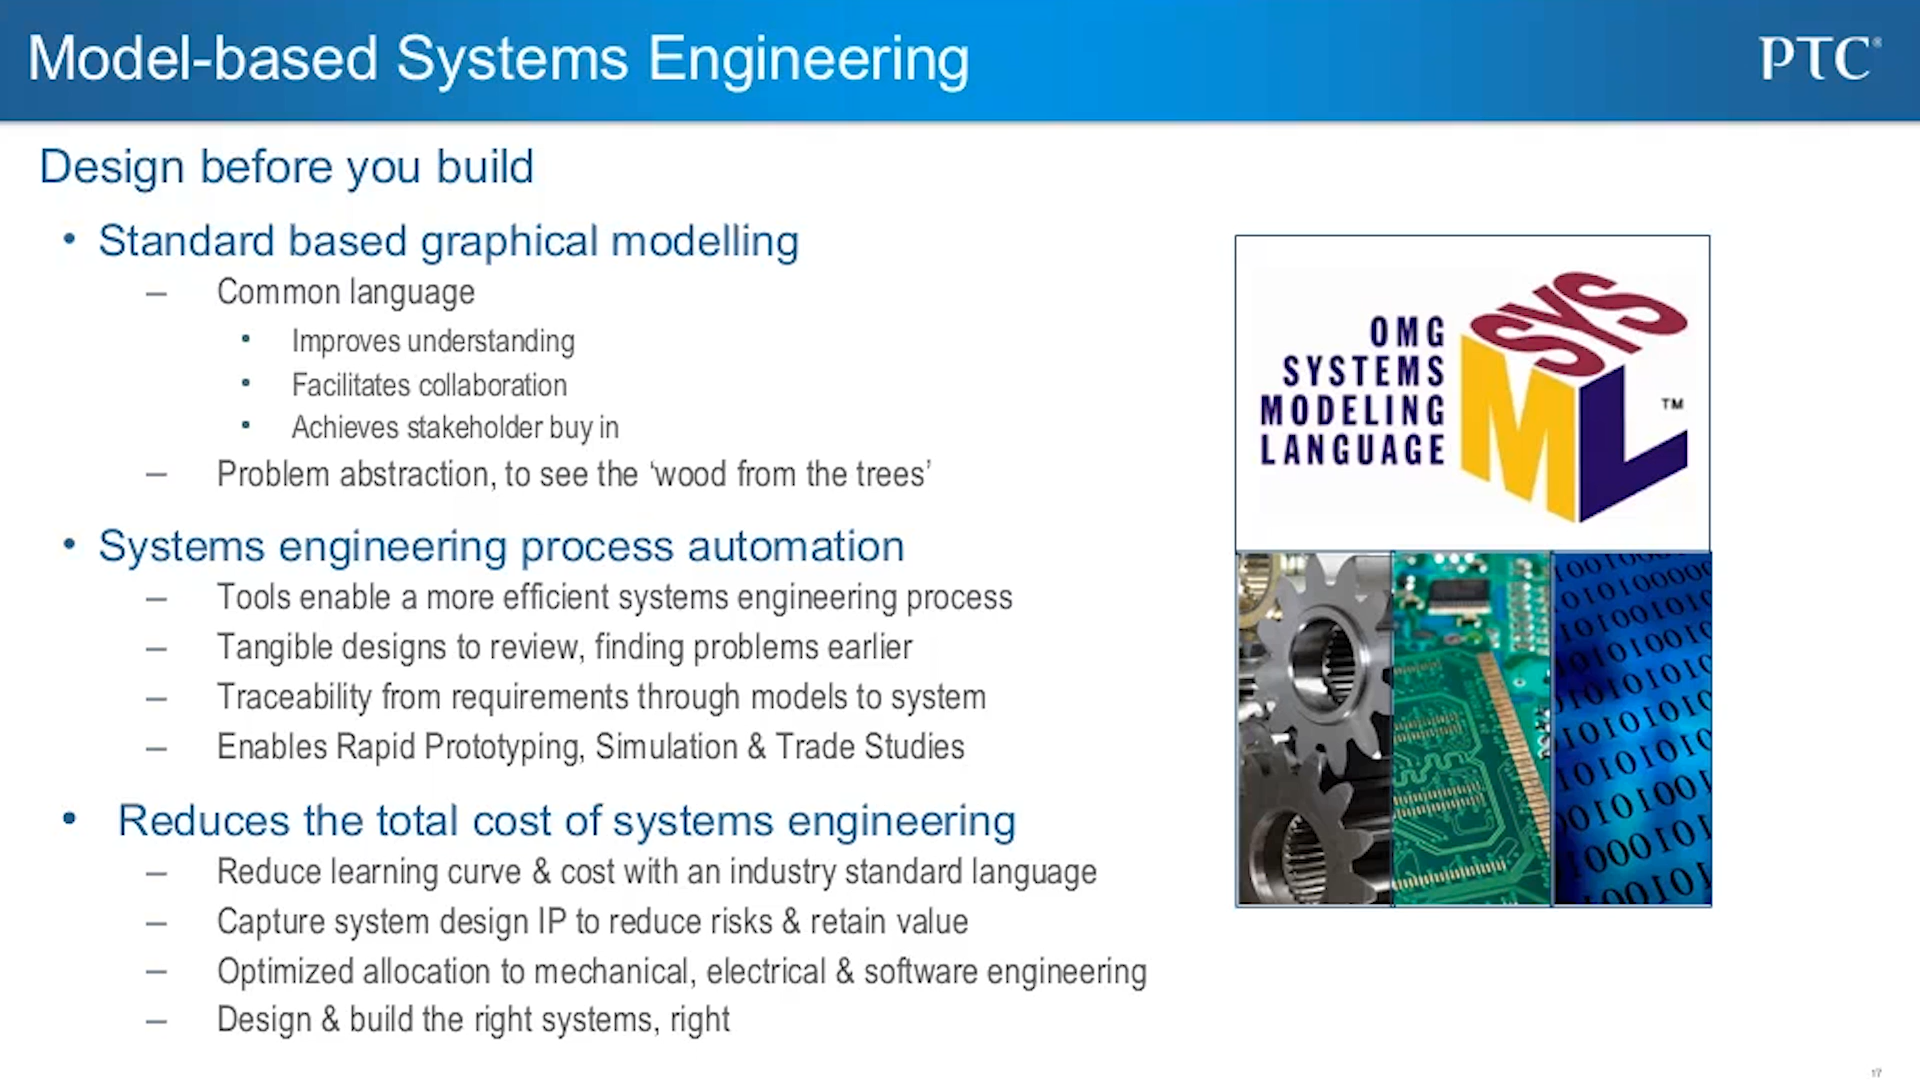 Model-based Systems Engineering
PTC®
Design before you build
• Standard based graphical modelling
– Common language
• Improves understanding
• Facilitates collaboration
• Achieves stakeholder buy in
– Problem abstraction, to see the ‘wood from the trees’
• Systems engineering process automation
– Tools enable a more efficient systems engineering process
– Tangible designs to review, finding problems earlier
– Traceability from requirements through models to system
– Enables Rapid Prototyping, Simulation & Trade Studies
• Reduces the total cost of systems engineering
– Reduce learning curve & cost with an industry standard language
– Capture system design IP to reduce risks & retain value
– Optimized allocation to mechanical, electrical & software engineering
– Design & build the right systems, right
OMG
SYSTEMS
MODELING
LANGUAGE
SYS
ML
TM
17